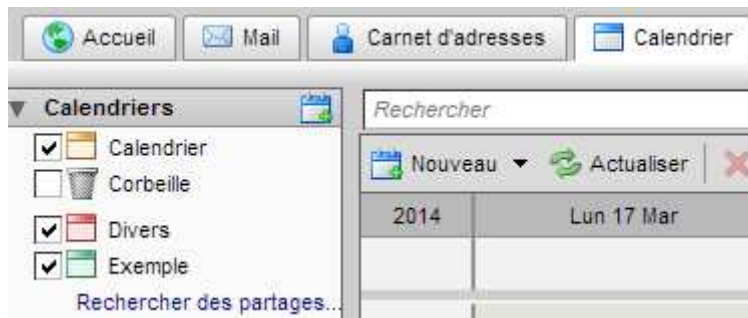 Accueil Mail Carnet d'adresses Calendrier
Calendriers
Rechercher
Calendrier
Nouveau Actualiser
Corbeille
2014 Lun 17 Mar
Divers
Exemple
Rechercher des partages...